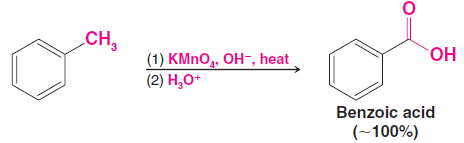 O
CH₃
(1) KMnO₄, OH⁻, heat
OH
(2) H₃O⁺
Benzoic acid
(~100%)